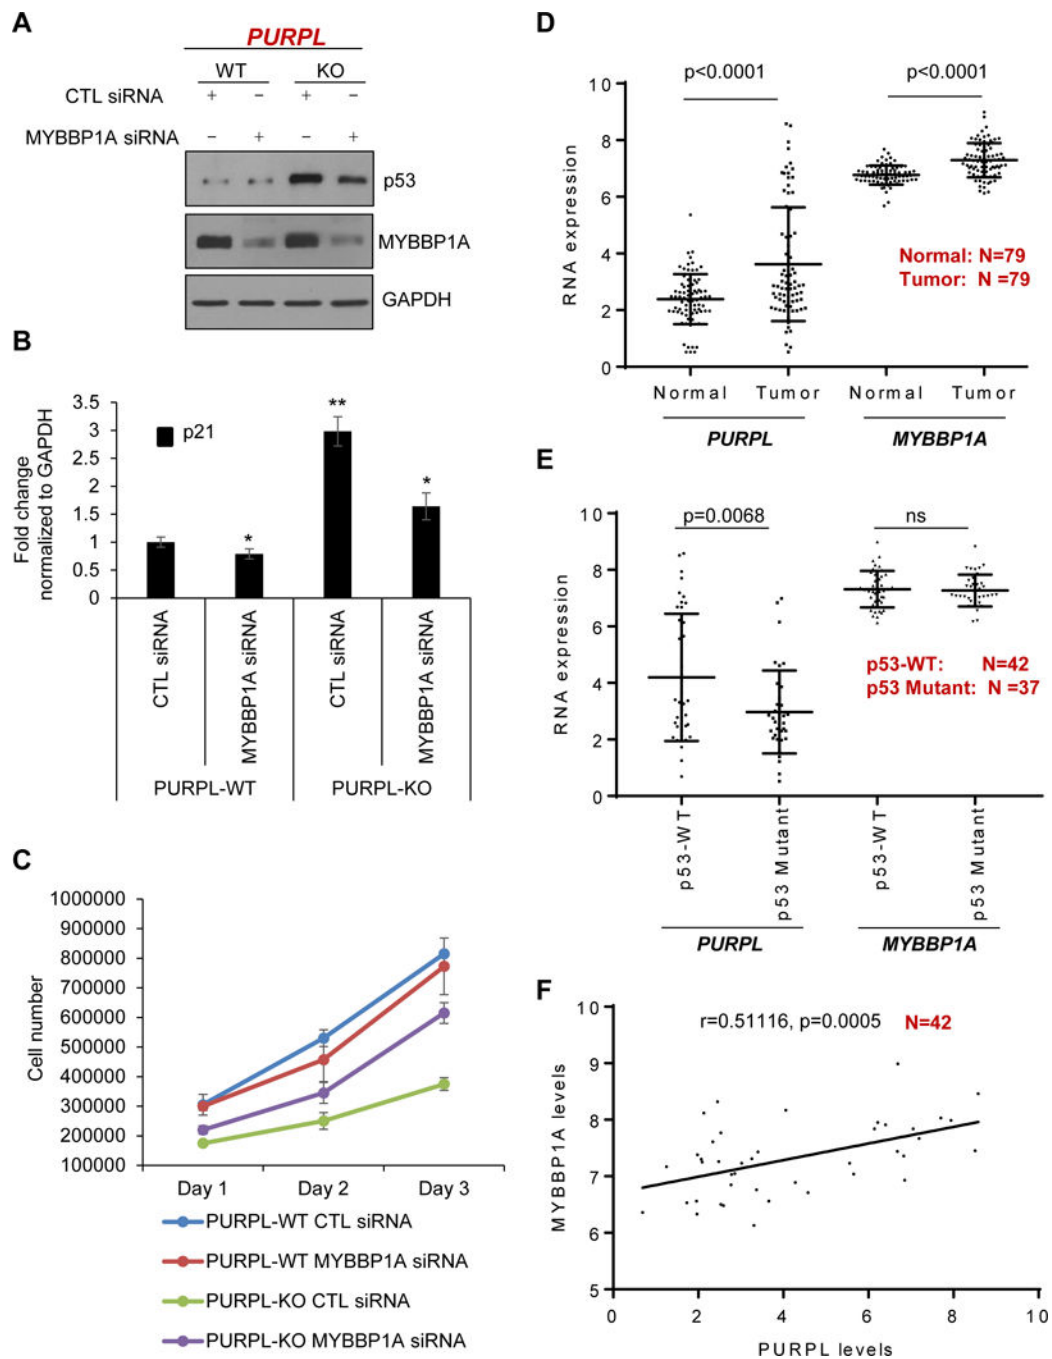 A
PURPL
WT KO
CTL siRNA + − + −
MYBBP1A siRNA − + − +
p53
MYBBP1A
GAPDH
B
Fold change
normalized to GAPDH
3.5
3
2.5
2
1.5
1
0.5
0
p21
*
**
*
CTL siRNA
MYBBP1A siRNA
CTL siRNA
MYBBP1A siRNA
PURPL-WT PURPL-KO
C
Cell number
1000000
900000
800000
700000
600000
500000
400000
300000
200000
100000
Day 1 Day 2 Day 3
PURPL-WT CTL siRNA
PURPL-WT MYBBP1A siRNA
PURPL-KO CTL siRNA
PURPL-KO MYBBP1A siRNA
D
RNA expression
p<0.0001 p<0.0001
10
8
6
4
2
0
Normal: N=79
Tumor: N =79
Normal Tumor Normal Tumor
PURPL MYBBP1A
E
RNA expression
p=0.0068 ns
10
8
6
4
2
0
p53-WT: N=42
p53 Mutant: N =37
p53-WT
p53 Mutant
p53-WT
p53 Mutant
PURPL MYBBP1A
F
MYBBP1A levels
r=0.51116, p=0.0005 N=42
10
9
8
7
6
5
0 2 4 6 8 10
PURPL levels